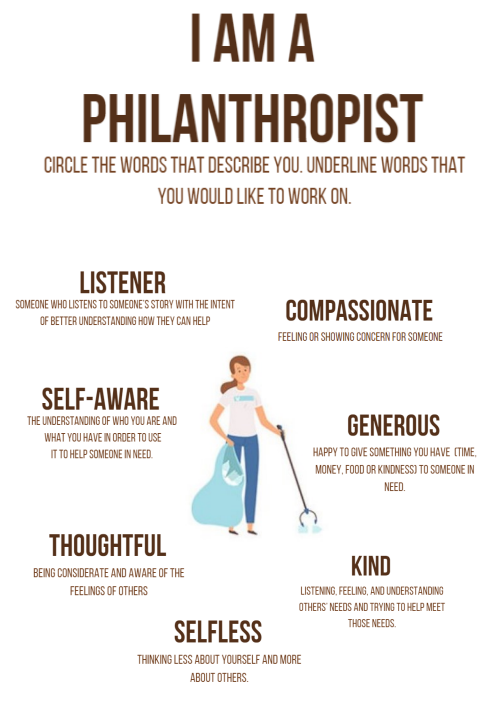 I AM A
PHILANTHROPIST
CIRCLE THE WORDS THAT DESCRIBE YOU. UNDERLINE WORDS THAT
YOU WOULD LIKE TO WORK ON.
LISTENER
SOMEONE WHO LISTENS TO SOMEONE'S STORY WITH THE INTENT
OF BETTER UNDERSTANDING HOW THEY CAN HELP
COMPASSIONATE
FEELING OR SHOWING CONCERN FOR SOMEONE
SELF-AWARE
THE UNDERSTANDING OF WHO YOU ARE AND
WHAT YOU HAVE IN ORDER TO USE
IT TO HELP SOMEONE IN NEED.
GENEROUS
HAPPY TO GIVE SOMETHING YOU HAVE (TIME,
MONEY, FOOD OR KINDNESS) TO SOMEONE IN
NEED.
THOUGHTFUL
BEING CONSIDERATE AND AWARE OF THE
FEELINGS OF OTHERS
KIND
LISTENING, FEELING, AND UNDERSTANDING
OTHERS' NEEDS AND TRYING TO HELP MEET
THOSE NEEDS.
SELFLESS
THINKING LESS ABOUT YOURSELF AND MORE
ABOUT OTHERS.